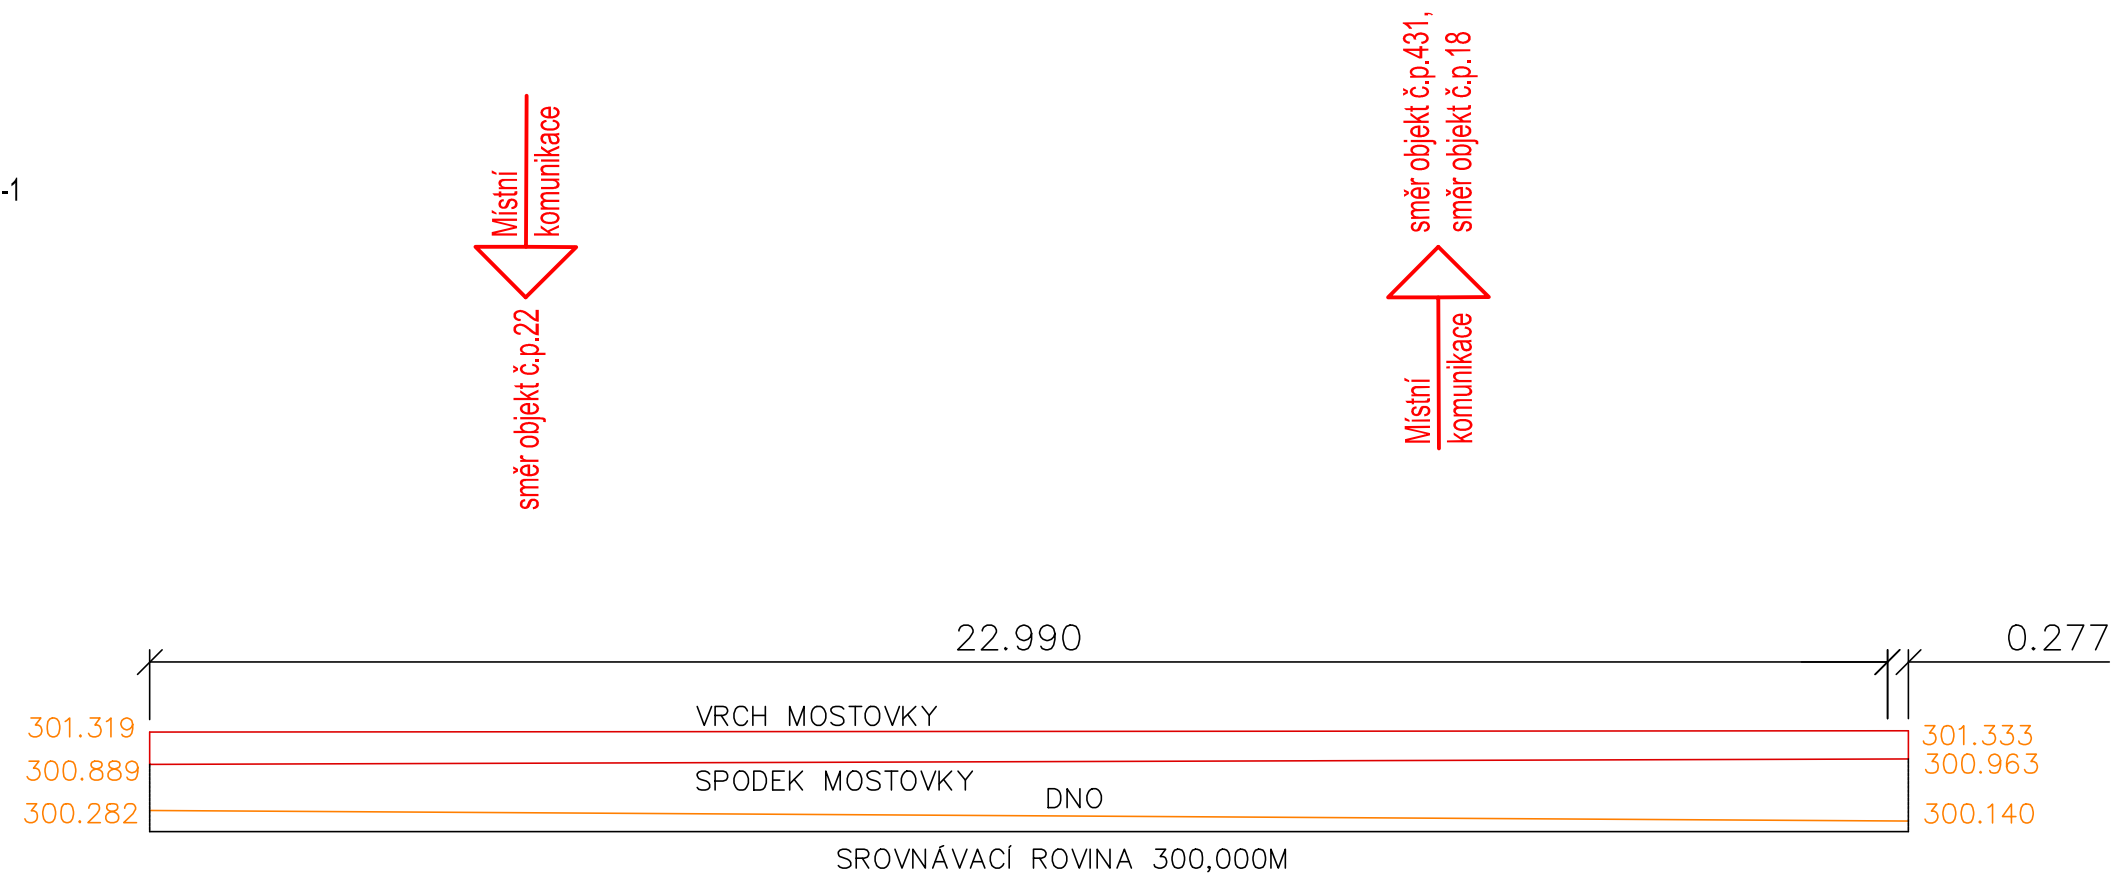 -1
Místní
komunikace
směr objekt č.p.22
směr objekt č.p.431,
směr objekt č.p.18
Místní
komunikace
22.990
0.277
VRCH MOSTOVKY
301.319
301.333
300.889
300.963
SPODEK MOSTOVKY
DNO
300.282
300.140
SROVNÁVACÍ ROVINA 300,000M